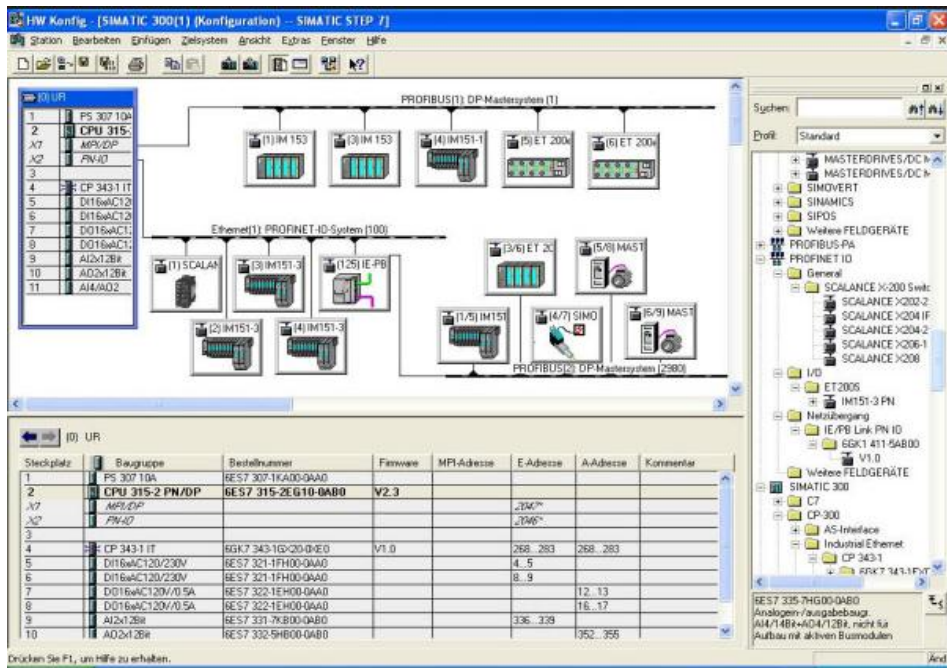 HW Konfig - [SIMATIC 300(1) (Konfiguration) -- SIMATIC STEP 7]
Station Bearbeiten Einfügen Zielsystem Ansicht Extras Fenster Hilfe
(0) UR
1 PS 307 10A
2 CPU 315-
X1 MPI/DP
X2 PN-IO
3
4 CP 343-1 IT
5 DI16xAC12
6 DI16xAC12
7 DO16xAC1
8 DO16xAC1
9 AI2x12Bit
10 AO2x12Bit
11 AI4/AO2
PROFIBUS(1): DP-Mastersystem (1)
(1) IM 153
(3) IM 153
(4) IM151-1
(5) ET 200
(6) ET 200
Ethernet(1): PROFINET-IO-System (100)
(1) SCALAN
(3) IM151-3
(125) IE-PB
(2) IM151-3
(4) IM151-3
(3/6) ET 20
(5/8) MAST
(1/5) IM151
(4/7) SIMO
(6/9) MAST
PROFIBUS(2): DP-Mastersystem (2980)
Suchen:
Profil: Standard
MASTERDRIVES/DC M
MASTERDRIVES/DC M
SIMOVERT
SINAMICS
SIPOS
Weitere FELDGERÄTE
PROFIBUS-PA
PROFINET IO
General
SCALANCE X-200 Switc
SCALANCE X202-2
SCALANCE X204 IF
SCALANCE X204-2
SCALANCE X206-1
SCALANCE X208
I/O
ET200S
IM151-3 PN
Netzübergang
IE/PB Link PN IO
6GK1 411-5AB00
V1.0
Weitere FELDGERÄTE
SIMATIC 300
C7
CP-300
AS-Interface
Industrial Ethernet
CP 343-1
6GK7 343-1EX
6ES7 335-7HG00-0AB0
Analogein-/ausgabebaugr.
AI4/14Bit+AO4/12Bit, nicht für
Aufbau mit aktiven Busmodulen
(0) UR
Steckplatz Baugruppe Bestellnummer Firmware MPI-Adresse E-Adresse A-Adresse Kommentar
1 PS 307 10A 6ES7 307-1KA00-0AA0
2 CPU 315-2 PN/DP 6ES7 315-2EG10-0AB0 V2.3
X1 MPI/DP 2047*
X2 PN-IO 2046*
3
4 CP 343-1 IT 6GK7 343-1GX20-0XE0 V1.0 268...283 268...283
5 DI16xAC120/230V 6ES7 321-1FH00-0AA0 4...5
6 DI16xAC120/230V 6ES7 321-1FH00-0AA0 8...9
7 DO16xAC120V/0.5A 6ES7 322-1EH00-0AA0 12...13
8 DO16xAC120V/0.5A 6ES7 322-1EH00-0AA0 16...17
9 AI2x12Bit 6ES7 331-7KB00-0AB0 336...339
10 AO2x12Bit 6ES7 332-5HB00-0AB0 352...355
Drücken Sie F1, um Hilfe zu erhalten.
Änd